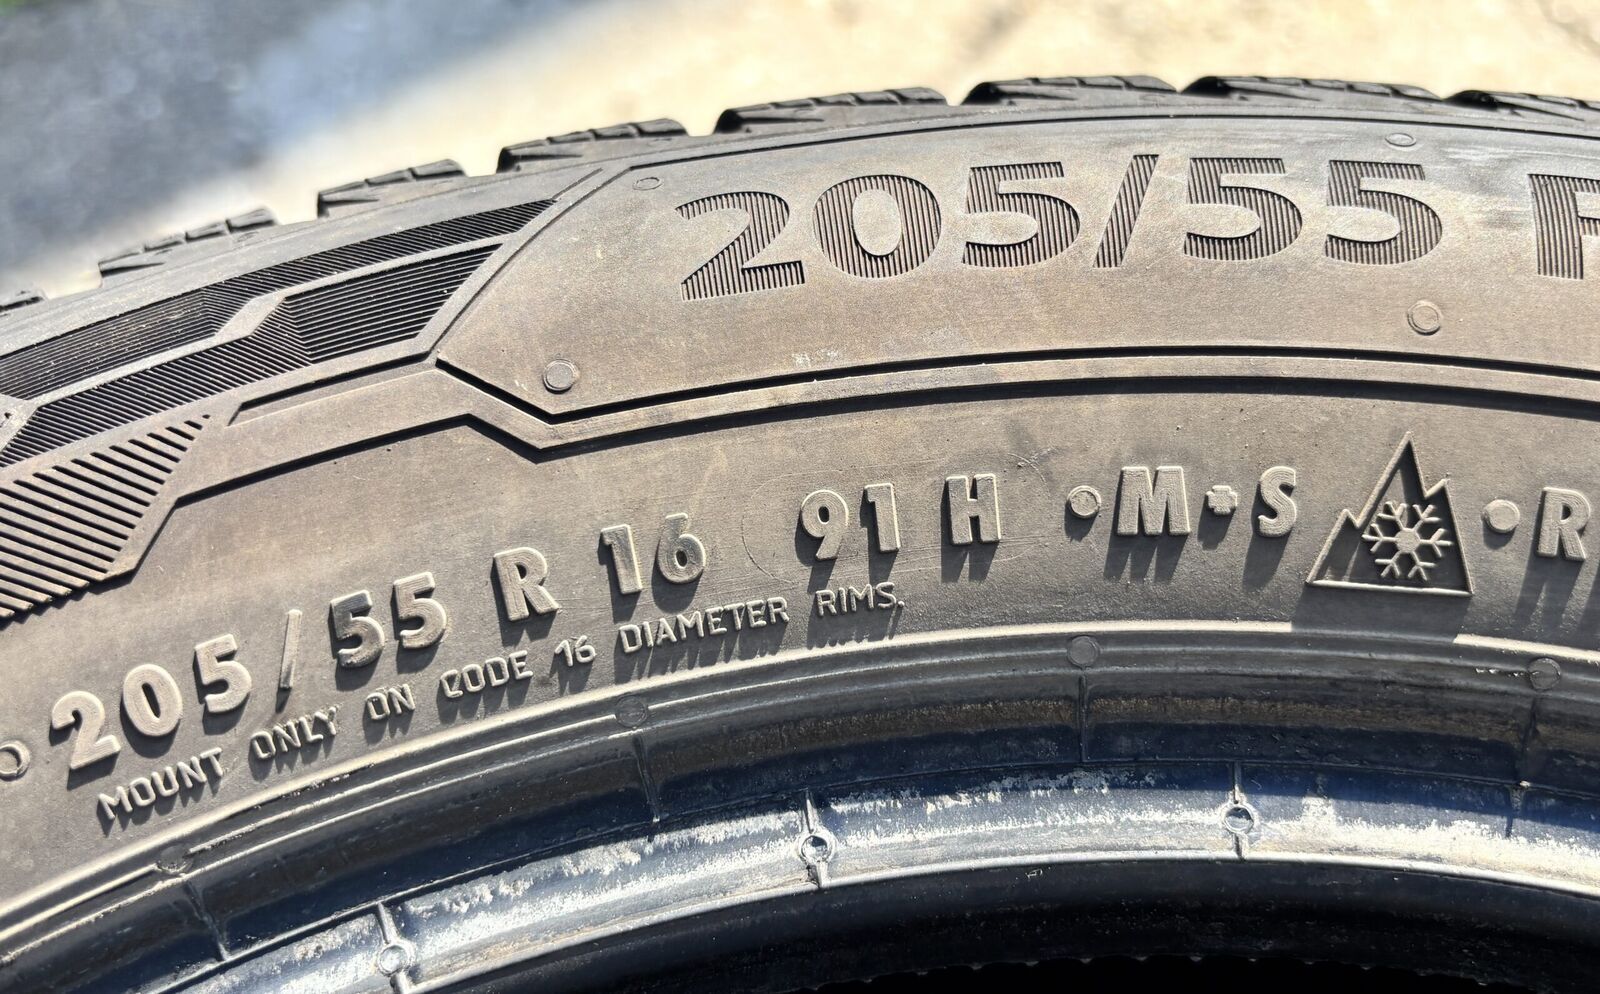 205/55 R
• 205/55 R 16 91 H • M+S • R
MOUNT ONLY ON CODE 16 DIAMETER RIMS.